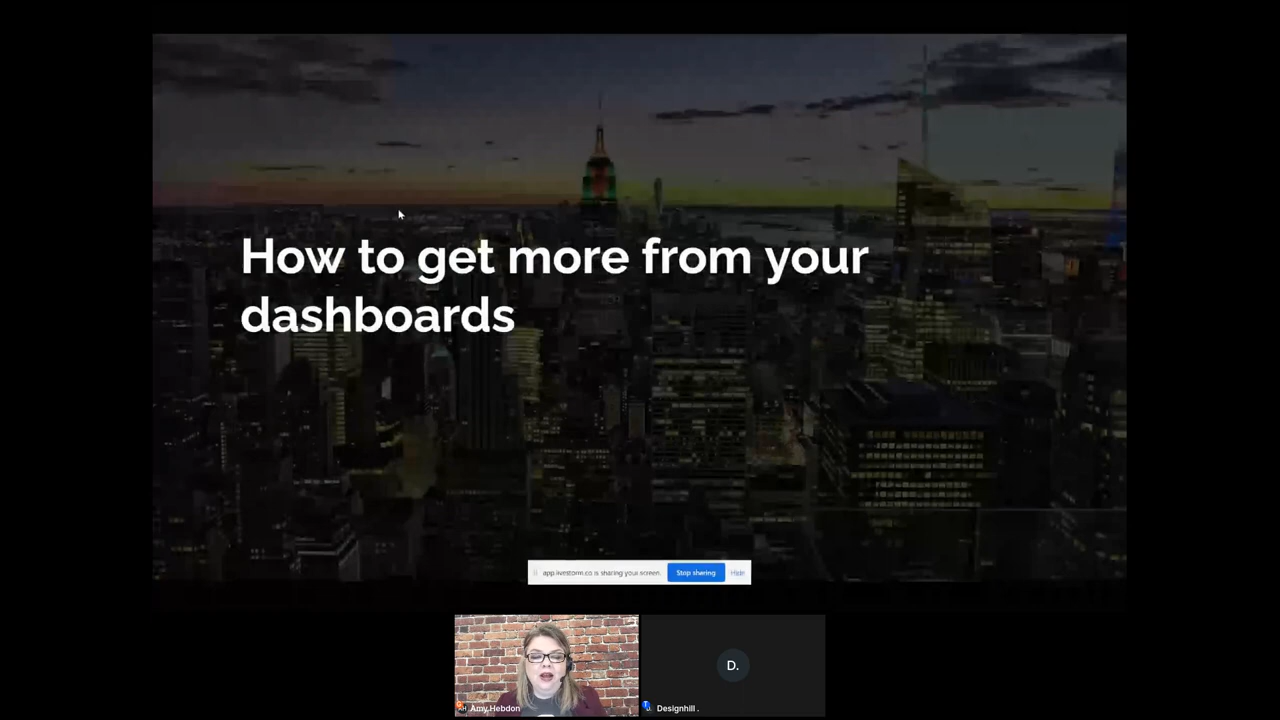 How to get more from your
dashboards
app.livestorm.co is sharing your screen.
Stop sharing
Hide
D.
Amy Hebdon
Designhill .